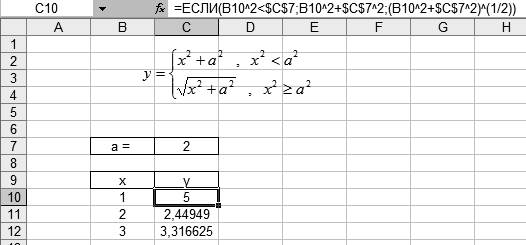 C10 fx =ЕСЛИ(B10^2<$C$7;B10^2+$C$7^2;(B10^2+$C$7^2)^(1/2))
A B C D E F G H
1
2 x² + a² , x² < a²
3 y =
4 √x² + a² , x² ≥ a²
5
6
7 a = 2
8
9 x y
10 1 5
11 2 2,44949
12 3 3,316625